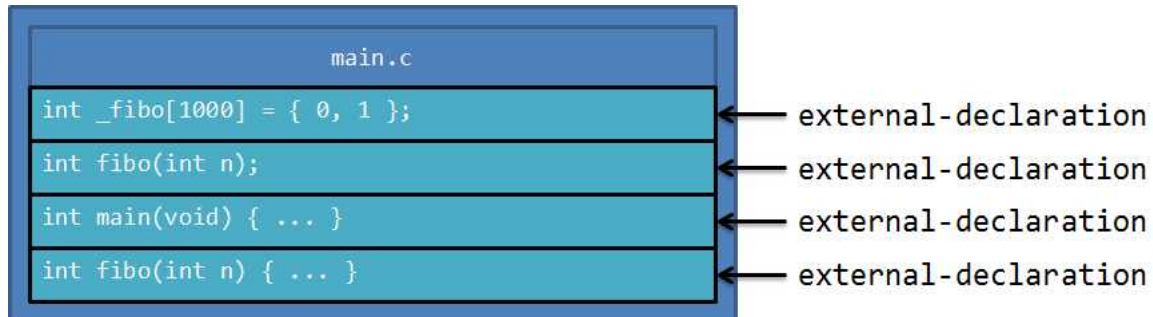 main.c
int _fibo[1000] = { 0, 1 };
external-declaration
int fibo(int n);
external-declaration
int main(void) { ... }
external-declaration
int fibo(int n) { ... }
external-declaration